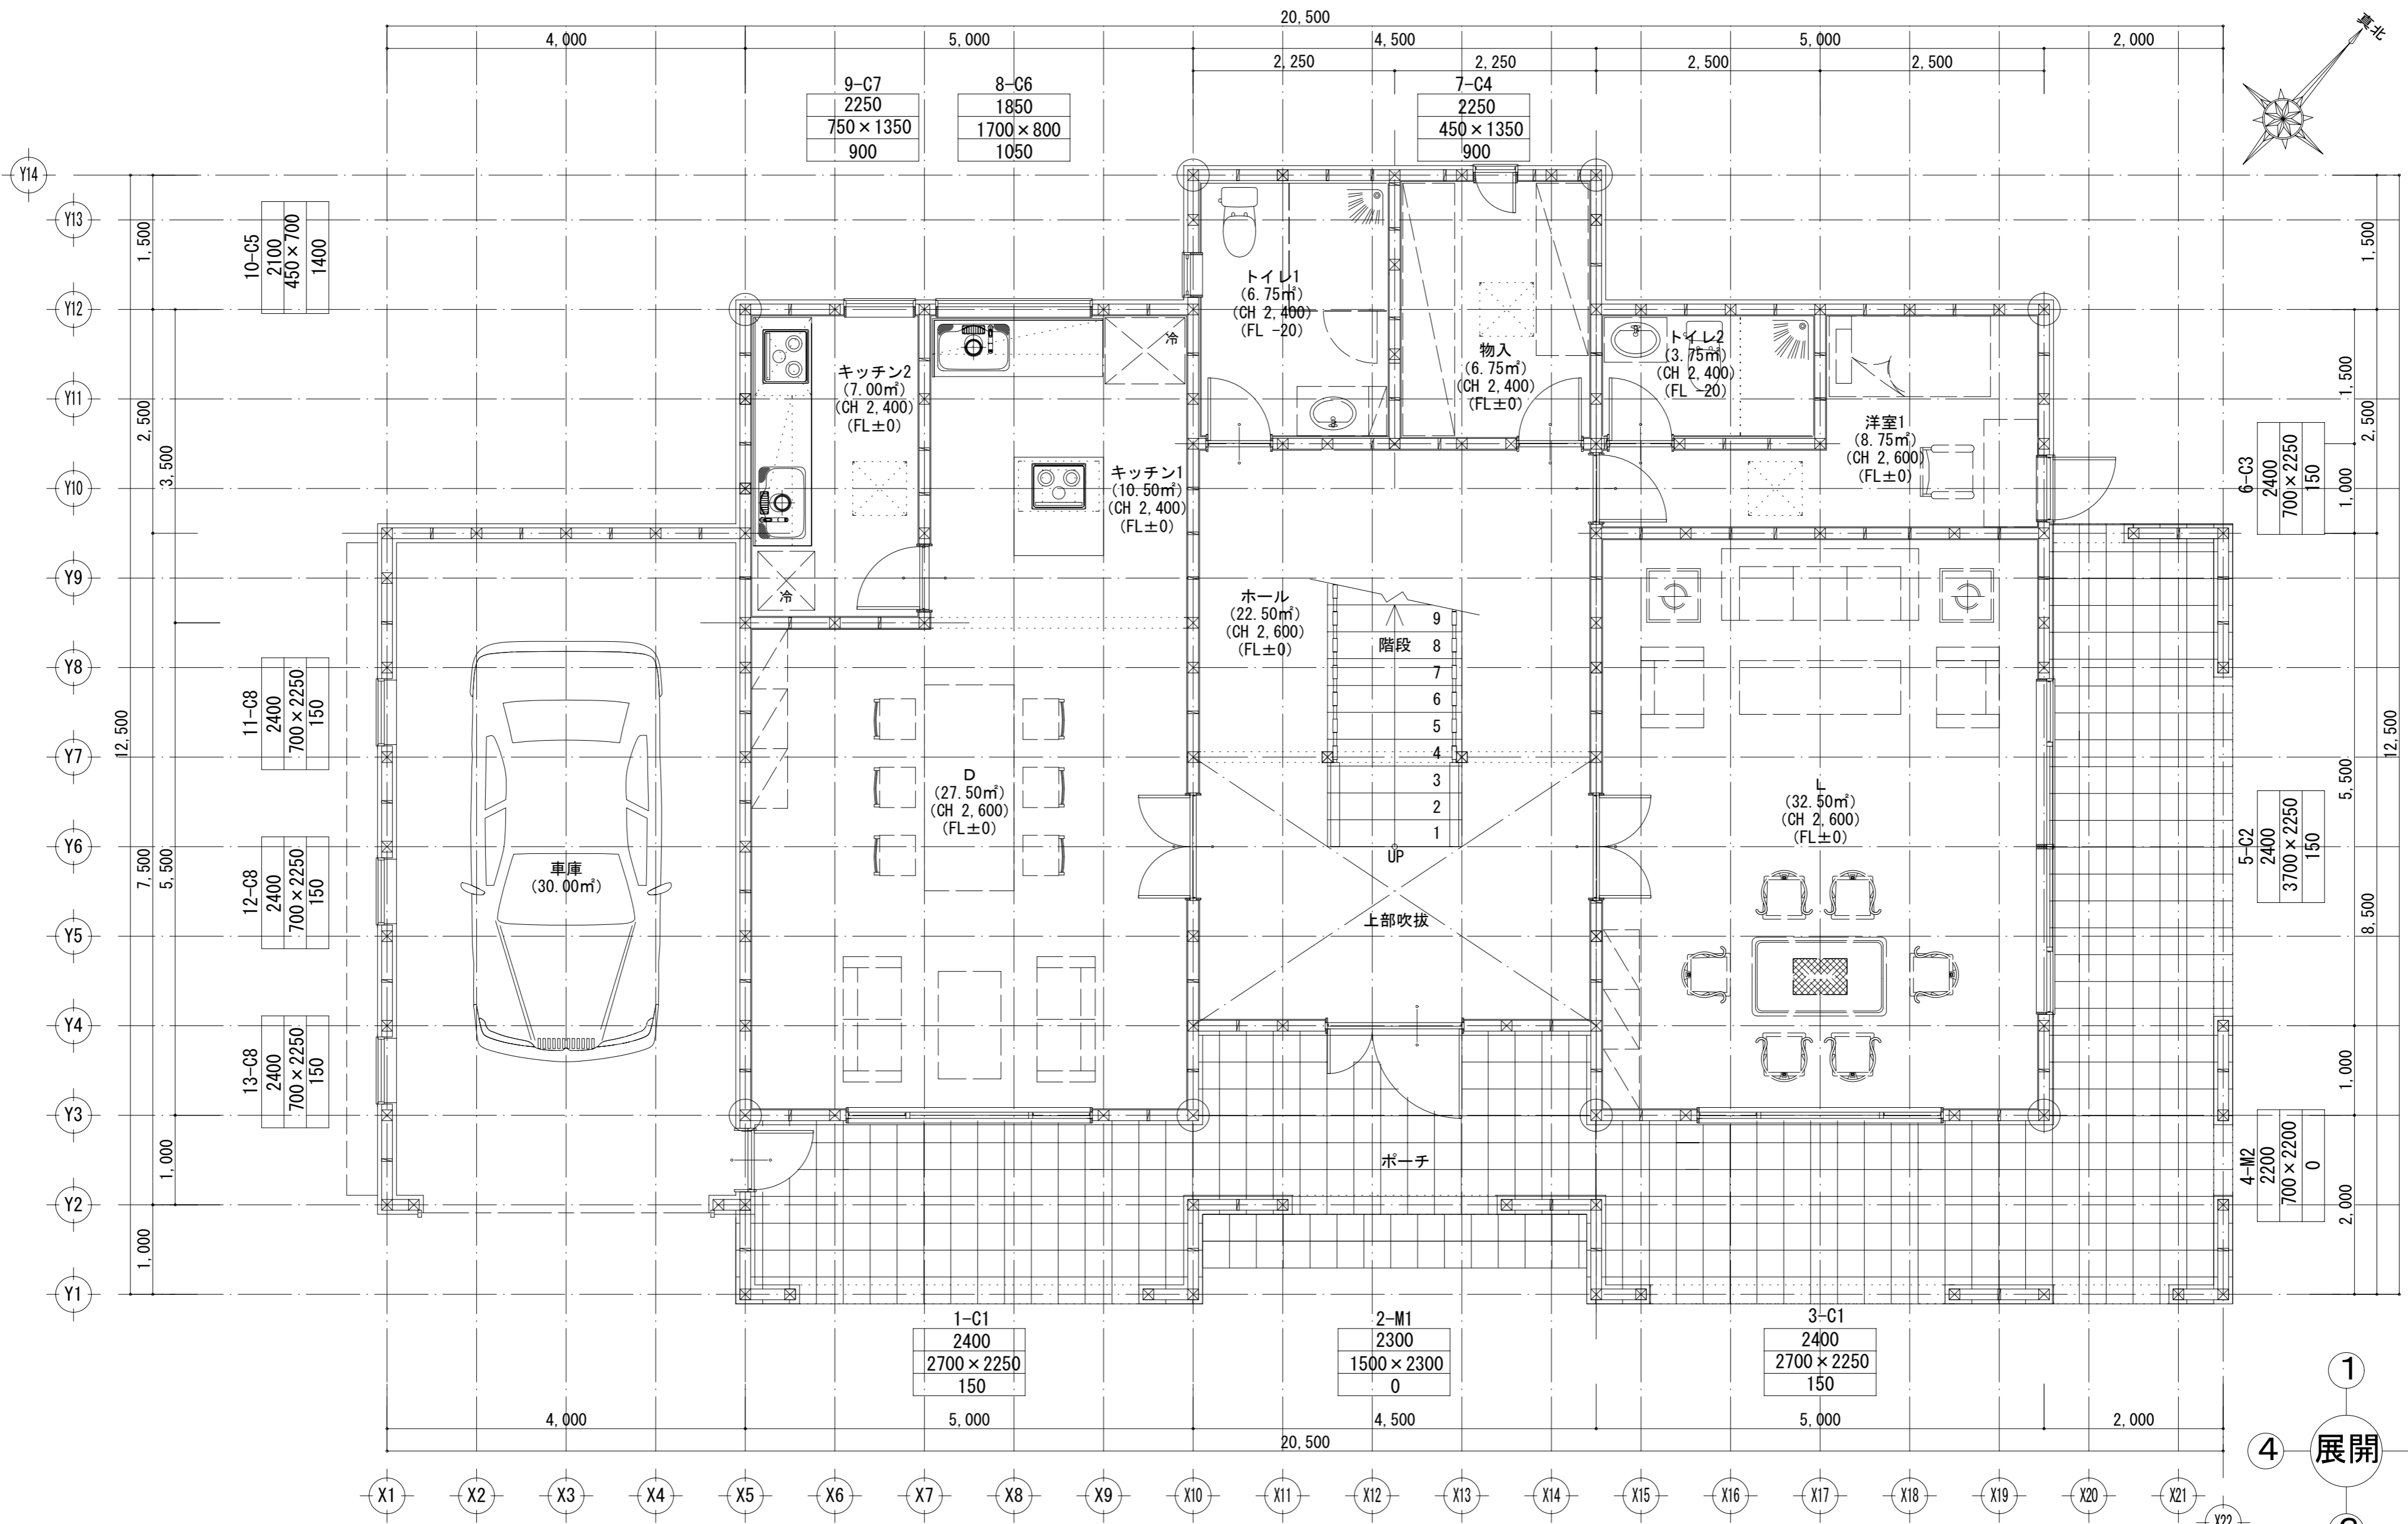 20,500
4,000
5,000
4,500
5,000
2,000
2,250
2,250
2,500
2,500
真北
9-C7
2250
750×1350
900
8-C6
1850
1700×800
1050
7-C4
2250
450×1350
900
Y14
Y13
Y12
Y11
Y10
Y9
Y8
Y7
Y6
Y5
Y4
Y3
Y2
Y1
12,500
1,500
2,500
7,500
1,000
3,500
5,500
1,000
10-C5
2100
450×700
1400
11-C8
2400
700×2250
150
12-C8
2400
700×2250
150
13-C8
2400
700×2250
150
トイレ1
(6.75㎡)
(CH 2,400)
(FL -20)
物入
(6.75㎡)
(CH 2,400)
(FL±0)
トイレ2
(3.75㎡)
(CH 2,400)
(FL -20)
洋室1
(8.75㎡)
(CH 2,600)
(FL±0)
キッチン2
(7.00㎡)
(CH 2,400)
(FL±0)
冷
キッチン1
(10.50㎡)
(CH 2,400)
(FL±0)
冷
ホール
(22.50㎡)
(CH 2,600)
(FL±0)
階段
9
8
7
6
5
4
3
2
1
UP
上部吹抜
D
(27.50㎡)
(CH 2,600)
(FL±0)
L
(32.50㎡)
(CH 2,600)
(FL±0)
車庫
(30.00㎡)
ポーチ
6-C3
2400
700×2250
150
5-C2
2400
3700×2250
150
4-M2
2200
700×2200
0
1,500
1,000
5,500
1,000
2,000
1,500
2,500
8,500
12,500
1-C1
2400
2700×2250
150
2-M1
2300
1500×2300
0
3-C1
2400
2700×2250
150
4,000
5,000
4,500
5,000
2,000
20,500
1
4
展開
X1
X2
X3
X4
X5
X6
X7
X8
X9
X10
X11
X12
X13
X14
X15
X16
X17
X18
X19
X20
X21
X22